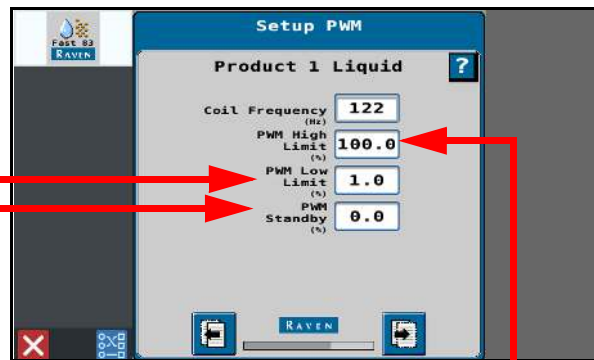 Setup PWM
Fast 83
RAVEN
Product 1 Liquid
?
Coil Frequency
(Hz)
122
PWM High
Limit
(%)
100.0
PWM Low
Limit
(%)
1.0
PWM
Standby
(%)
0.0
RAVEN